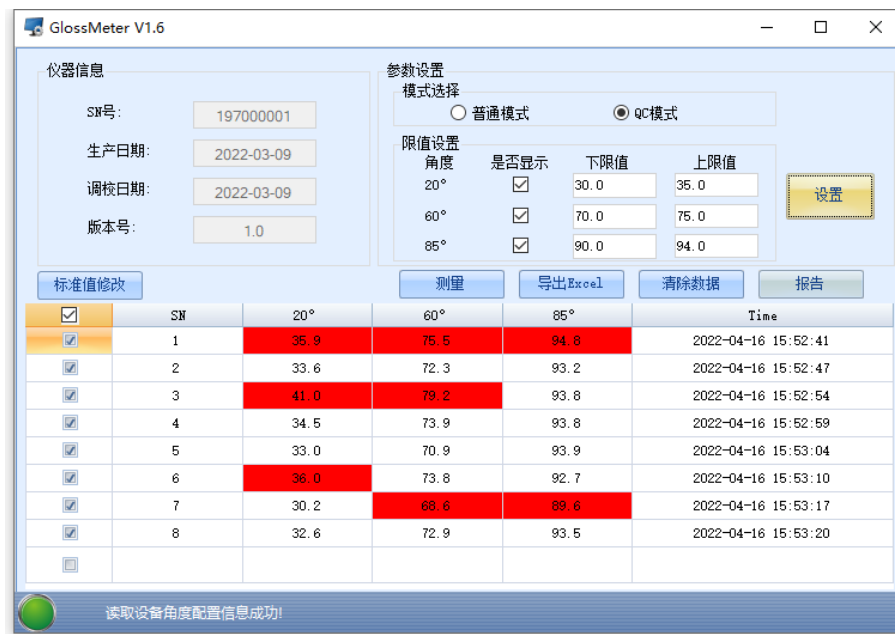 GlossMeter V1.6
仪器信息
SN号: 197000001
生产日期: 2022-03-09
调校日期: 2022-03-09
版本号: 1.0
参数设置
模式选择
普通模式 QC模式
限值设置
角度 是否显示 下限值 上限值
20° 30.0 35.0
60° 70.0 75.0
85° 90.0 94.0
设置
标准值修改 测量 导出Excel 清除数据 报告
SN 20° 60° 85° Time
1 35.9 75.5 94.8 2022-04-16 15:52:41
2 33.6 72.3 93.2 2022-04-16 15:52:47
3 41.0 79.2 93.8 2022-04-16 15:52:54
4 34.5 73.9 93.8 2022-04-16 15:52:59
5 33.0 70.9 93.9 2022-04-16 15:53:04
6 36.0 73.8 92.7 2022-04-16 15:53:10
7 30.2 68.6 89.6 2022-04-16 15:53:17
8 32.6 72.9 93.5 2022-04-16 15:53:20
读取设备角度配置信息成功!